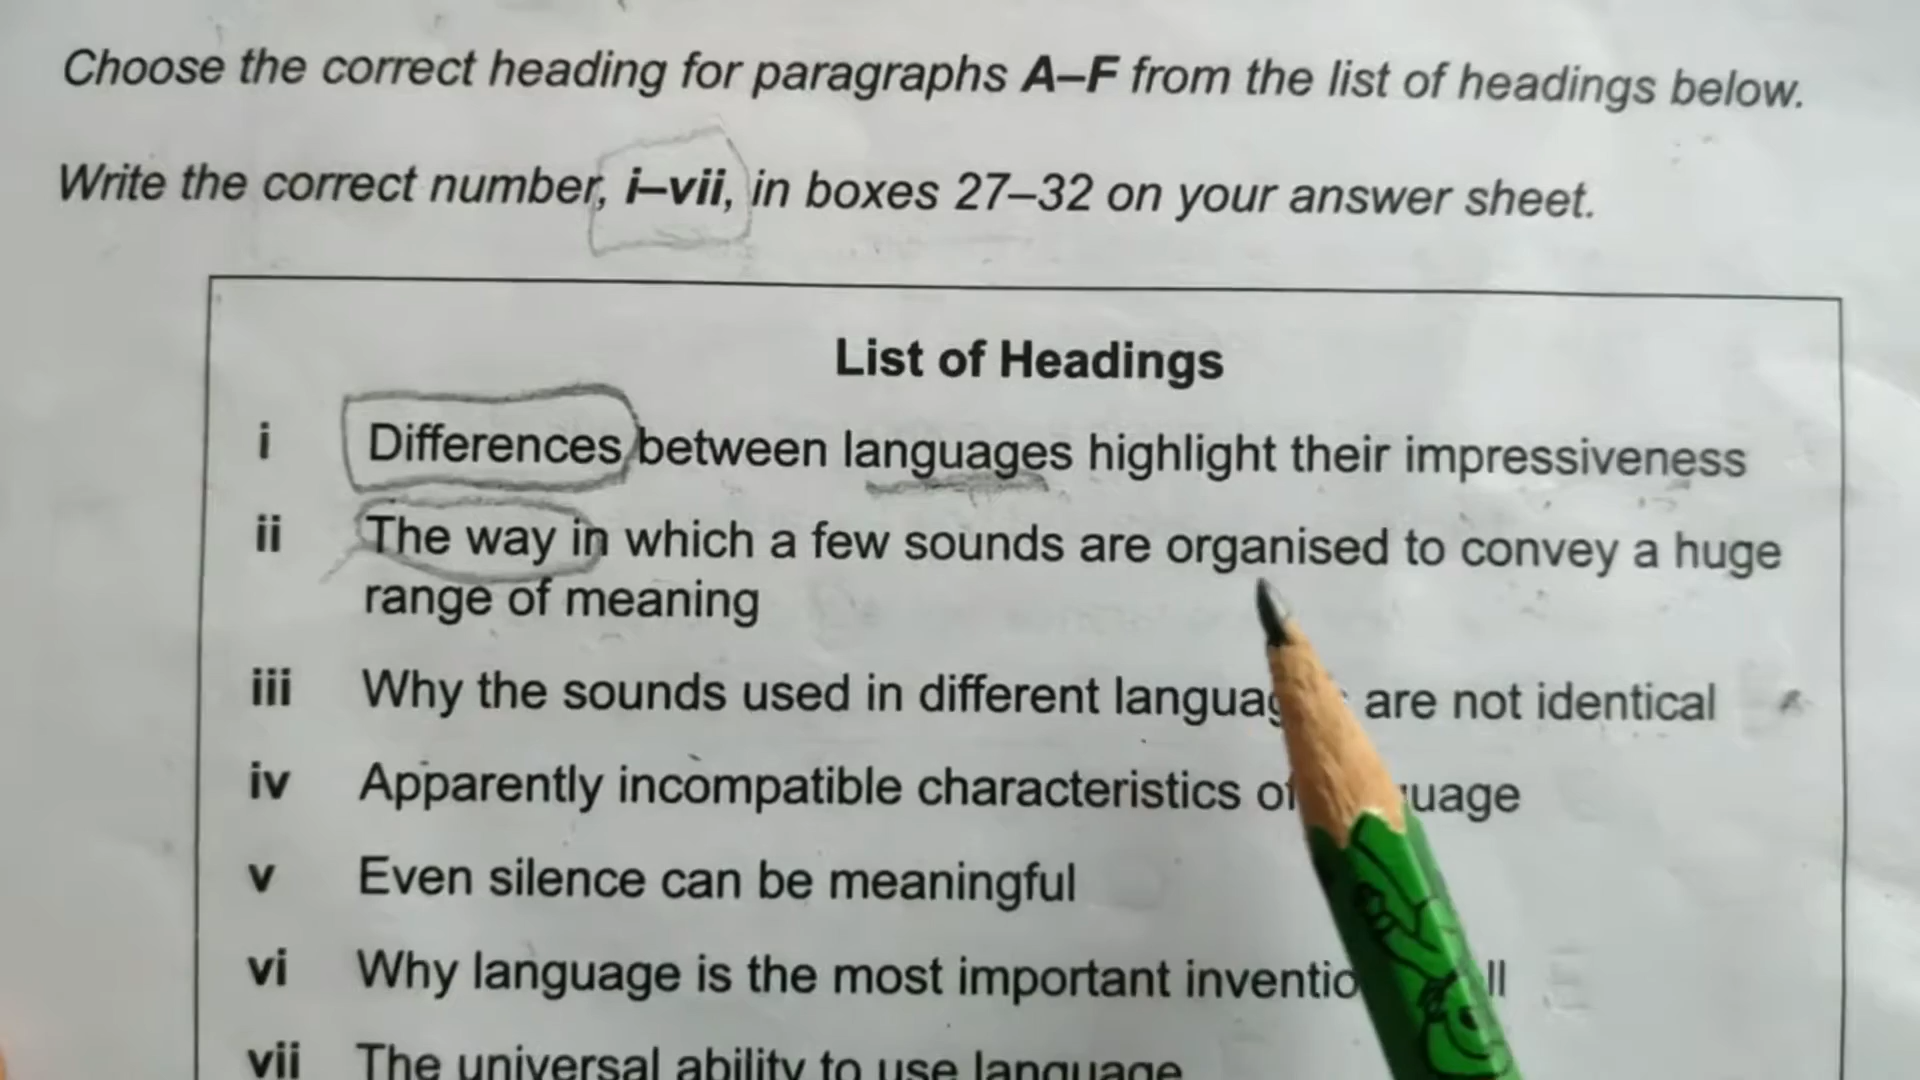 Choose the correct heading for paragraphs A–F from the list of headings below.
Write the correct number, i–vii, in boxes 27–32 on your answer sheet.
List of Headings
i Differences between languages highlight their impressiveness
ii The way in which a few sounds are organised to convey a huge
range of meaning
iii Why the sounds used in different are not identical
iv Apparently incompatible characteristics
v Even silence can be meaningful
vi Why language is the most important
vii The universal ability to use language